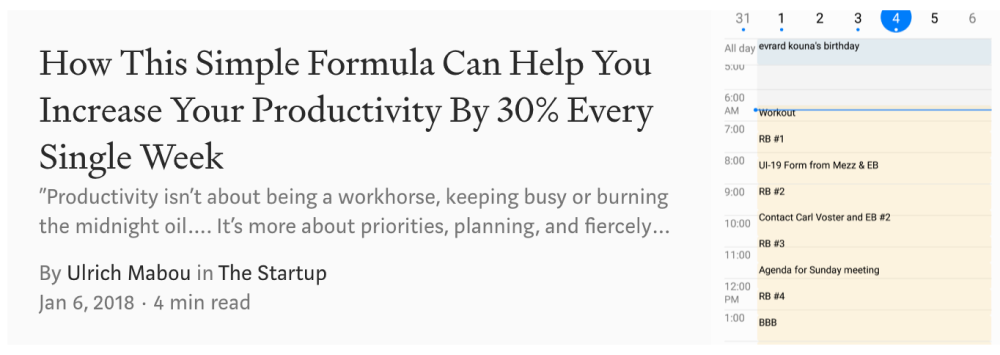 How This Simple Formula Can Help You
Increase Your Productivity By 30% Every
Single Week
"Productivity isn't about being a workhorse, keeping busy or burning
the midnight oil.... It's more about priorities, planning, and fiercely...
By Ulrich Mabou in The Startup
Jan 6, 2018 · 4 min read
31 1 2 3 4 5 6
All day evrard kouna's birthday
5:00
6:00
AM
Workout
7:00
RB #1
8:00
UI-19 Form from Mezz & EB
9:00
RB #2
Contact Carl Voster and EB #2
10:00
RB #3
11:00
Agenda for Sunday meeting
12:00
PM
RB #4
1:00
BBB